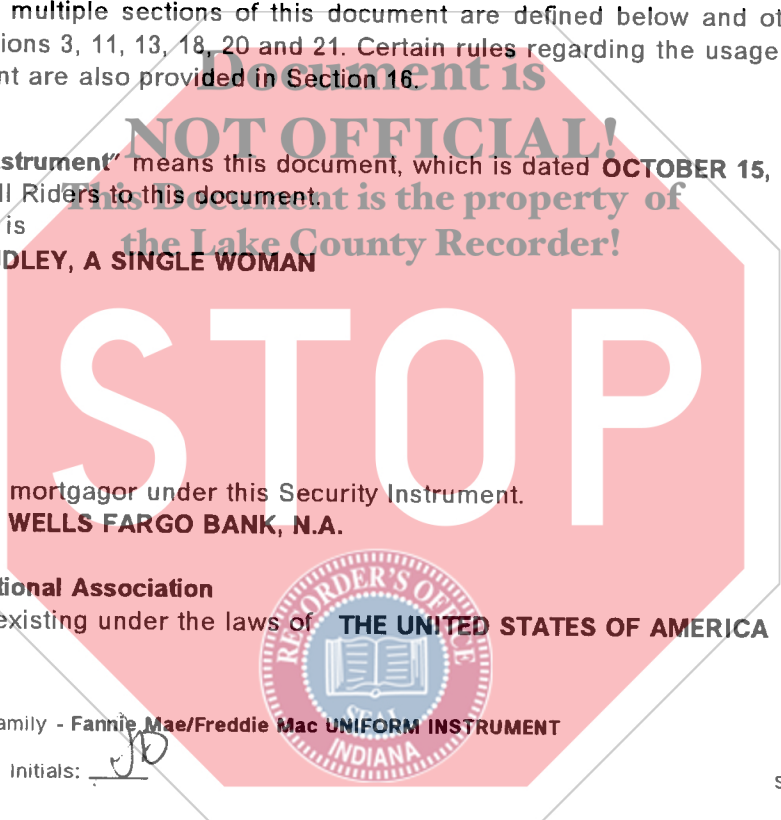 multiple sections of this document are defined below and
ions 3, 11, 13, 18, 20 and 21. Certain rules regarding the usage
nt are also provided in Section 16.
Document is
NOT OFFICIAL!
strument" means this document, which is dated OCTOBER 15,
ll Riders to this document.
This Document is the property of
is
the Lake County Recorder!
DLEY, A SINGLE WOMAN
STOP
mortgagor under this Security Instrument.
WELLS FARGO BANK, N.A.
tional Association
existing under the laws of THE UNITED STATES OF AMERICA
RECORDER'S OFFICE
SEAL
INDIANA
amily - Fannie Mae/Freddie Mac UNIFORM INSTRUMENT
Initials: JD